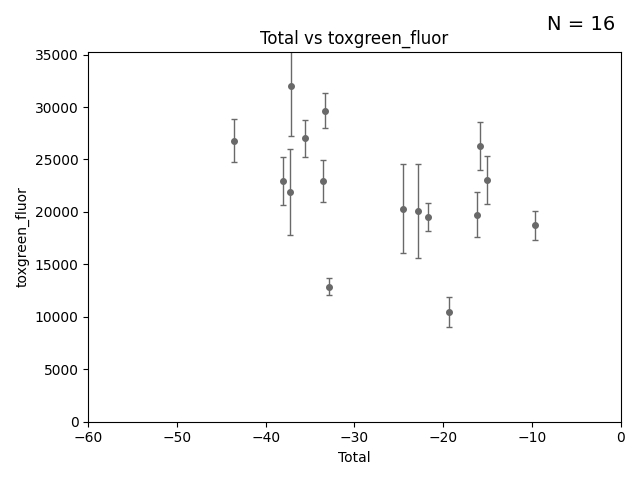 N = 16
Total vs toxgreen_fluor
35000
30000
25000
20000
15000
10000
5000
0
toxgreen_fluor
−60 −50 −40 −30 −20 −10 0
Total